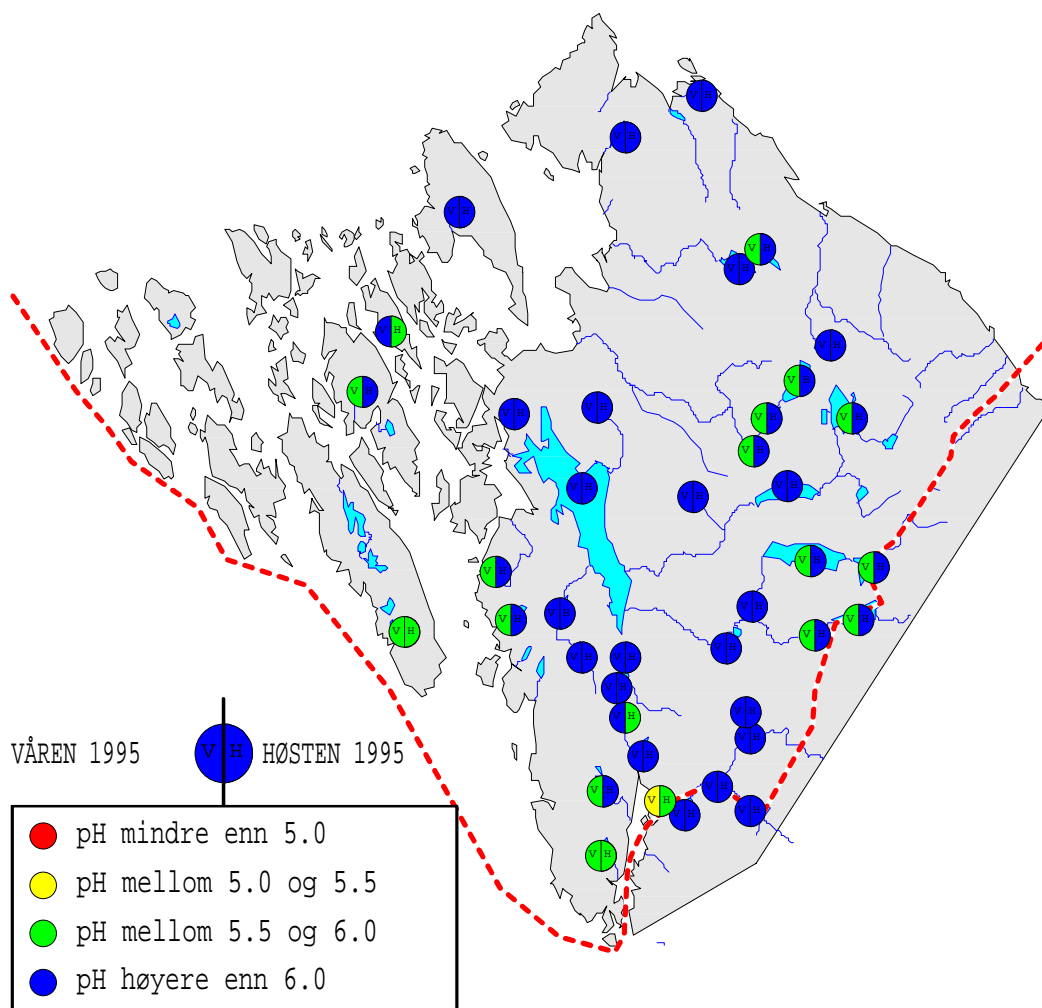 VÅREN 1995 V H HØSTEN 1995
pH mindre enn 5.0
pH mellom 5.0 og 5.5
pH mellom 5.5 og 6.0
pH høyere enn 6.0